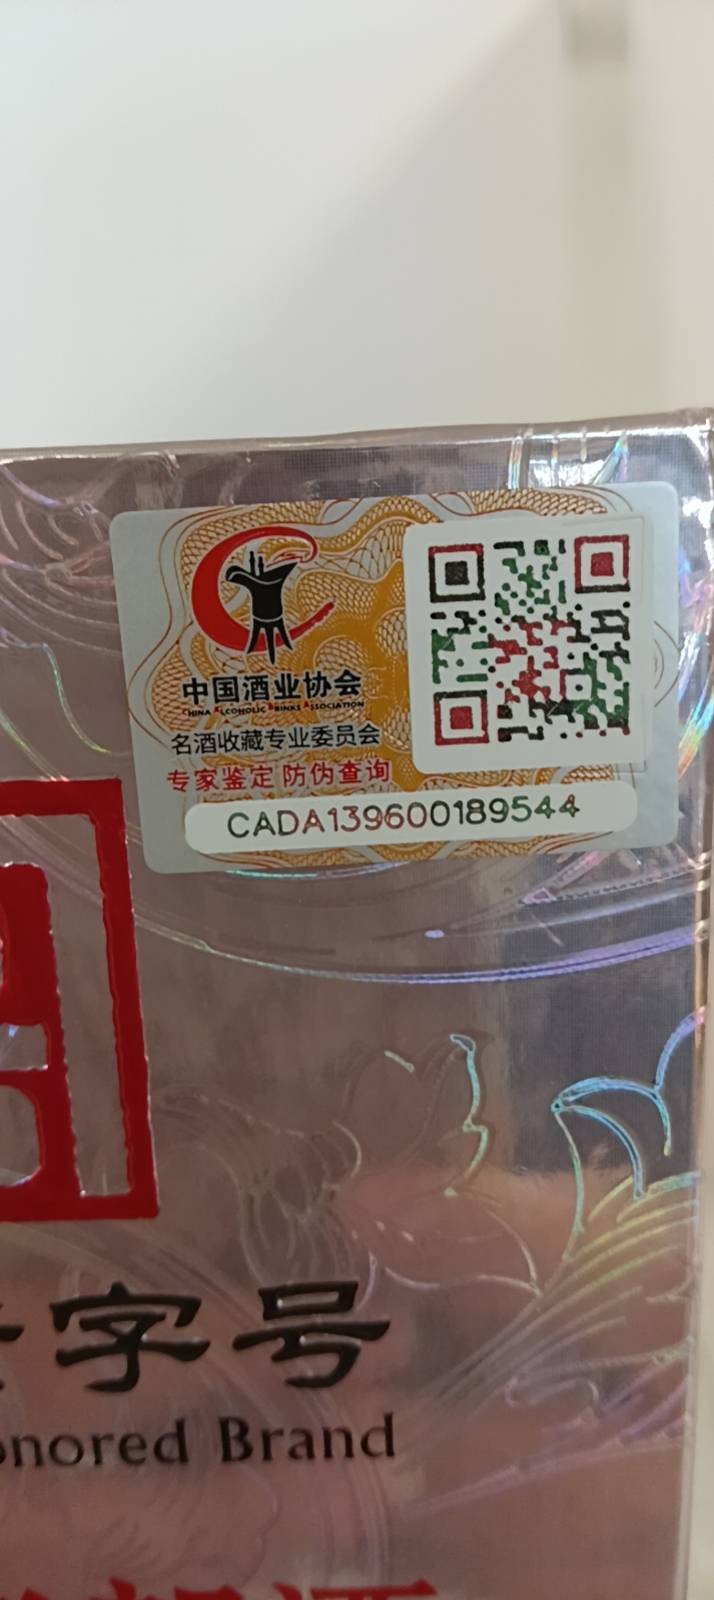 中国酒业协会
CHINA ALCOHOLIC DRINKS ASSOCIATION
名酒收藏专业委员会
专家鉴定 防伪查询
CADA139600189544
字号
onored Brand